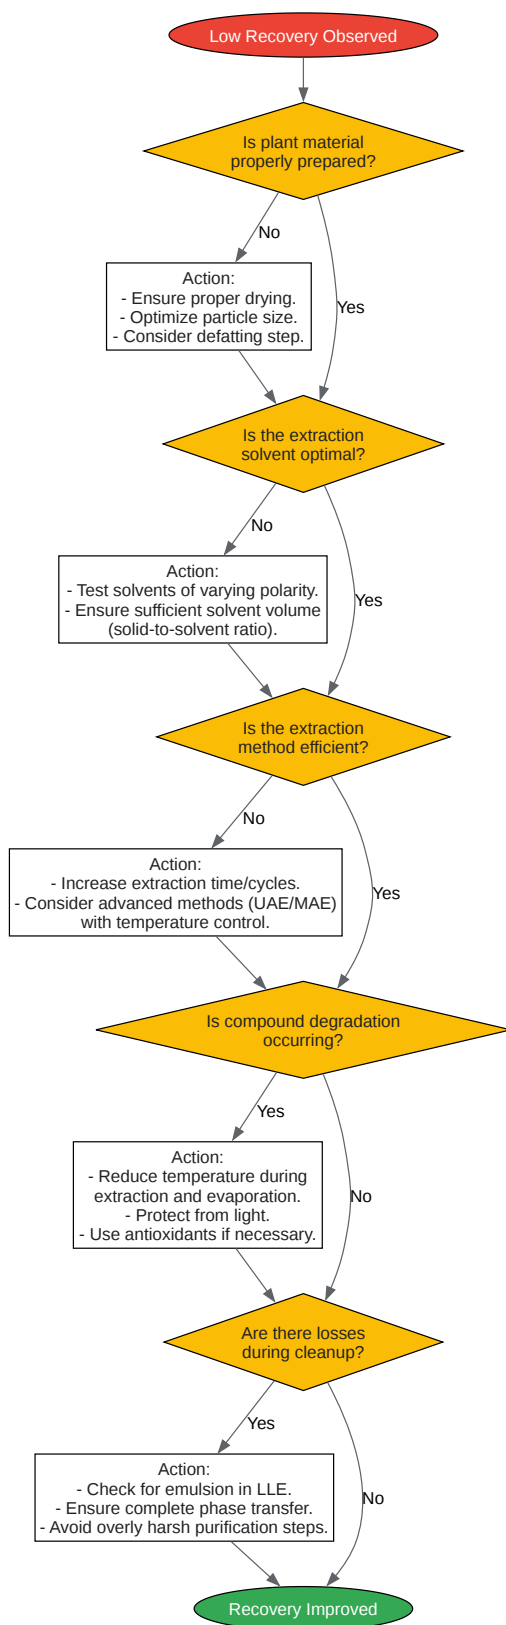 Low Recovery Observed
Is plant material
properly prepared?
No
Yes
Action:
- Ensure proper drying.
- Optimize particle size.
- Consider defatting step.
Is the extraction
solvent optimal?
No
Yes
Action:
- Test solvents of varying polarity.
- Ensure sufficient solvent volume
(solid-to-solvent ratio).
Is the extraction
method efficient?
No
Yes
Action:
- Increase extraction time/cycles.
- Consider advanced methods (UAE/MAE)
with temperature control.
Is compound degradation
occurring?
Yes
No
Action:
- Reduce temperature during
extraction and evaporation.
- Protect from light.
- Use antioxidants if necessary.
Are there losses
during cleanup?
Yes
No
Action:
- Check for emulsion in LLE.
- Ensure complete phase transfer.
- Avoid overly harsh purification steps.
Recovery Improved